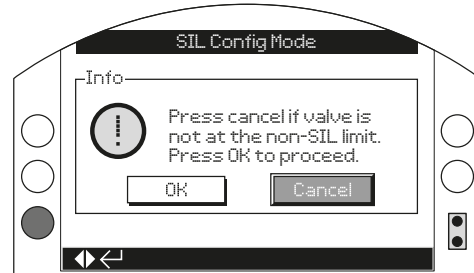 SIL Config Mode
Info
Press cancel if valve is
not at the non-SIL limit.
Press OK to proceed.
OK Cancel